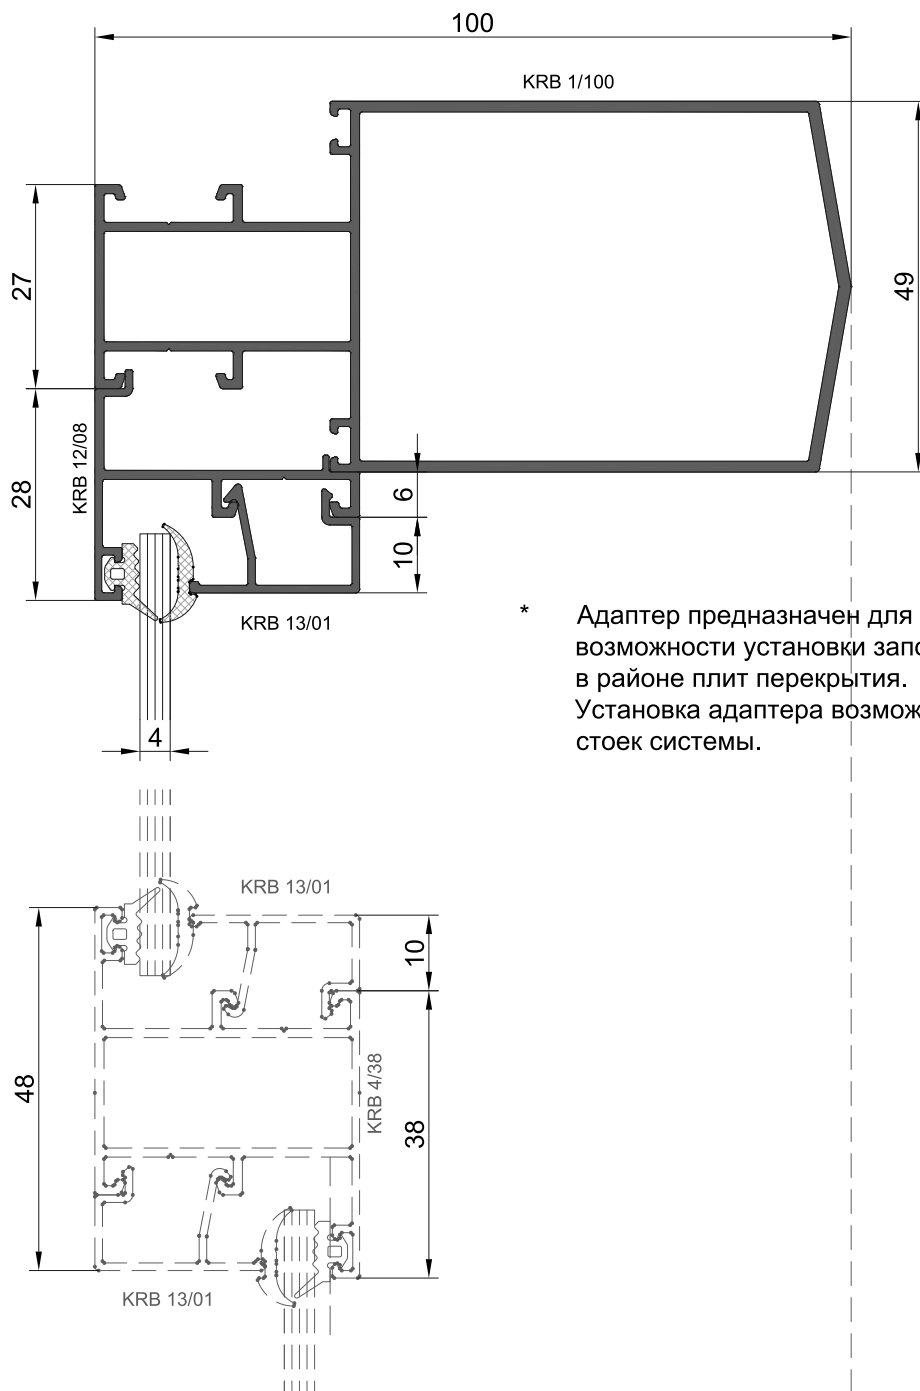 100
KRB 1/100
27
49
KRB 12/08
28
6
10
KRB 13/01
* Адаптер предназначен для
возможности установки
в районе плит перекрытия.
Установка адаптера
стоек системы.
4
KRB 13/01
10
48
KRB 4/38
38
KRB 13/01